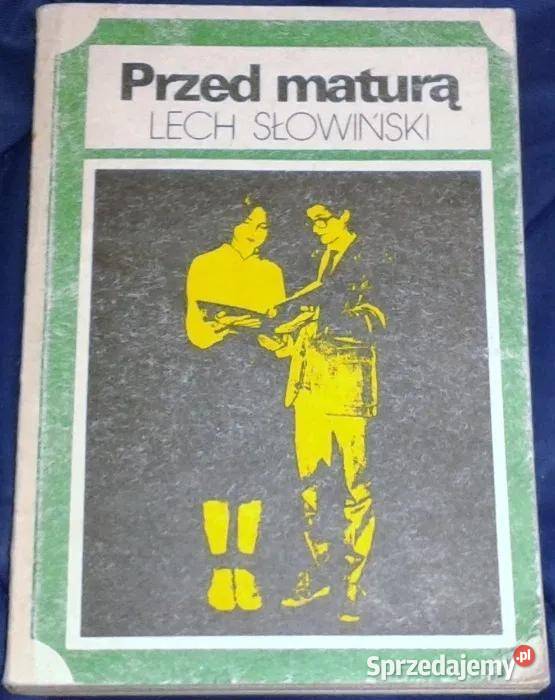 Przed maturą
LECH SŁOWIŃSKI
Sprzedajemy.pl